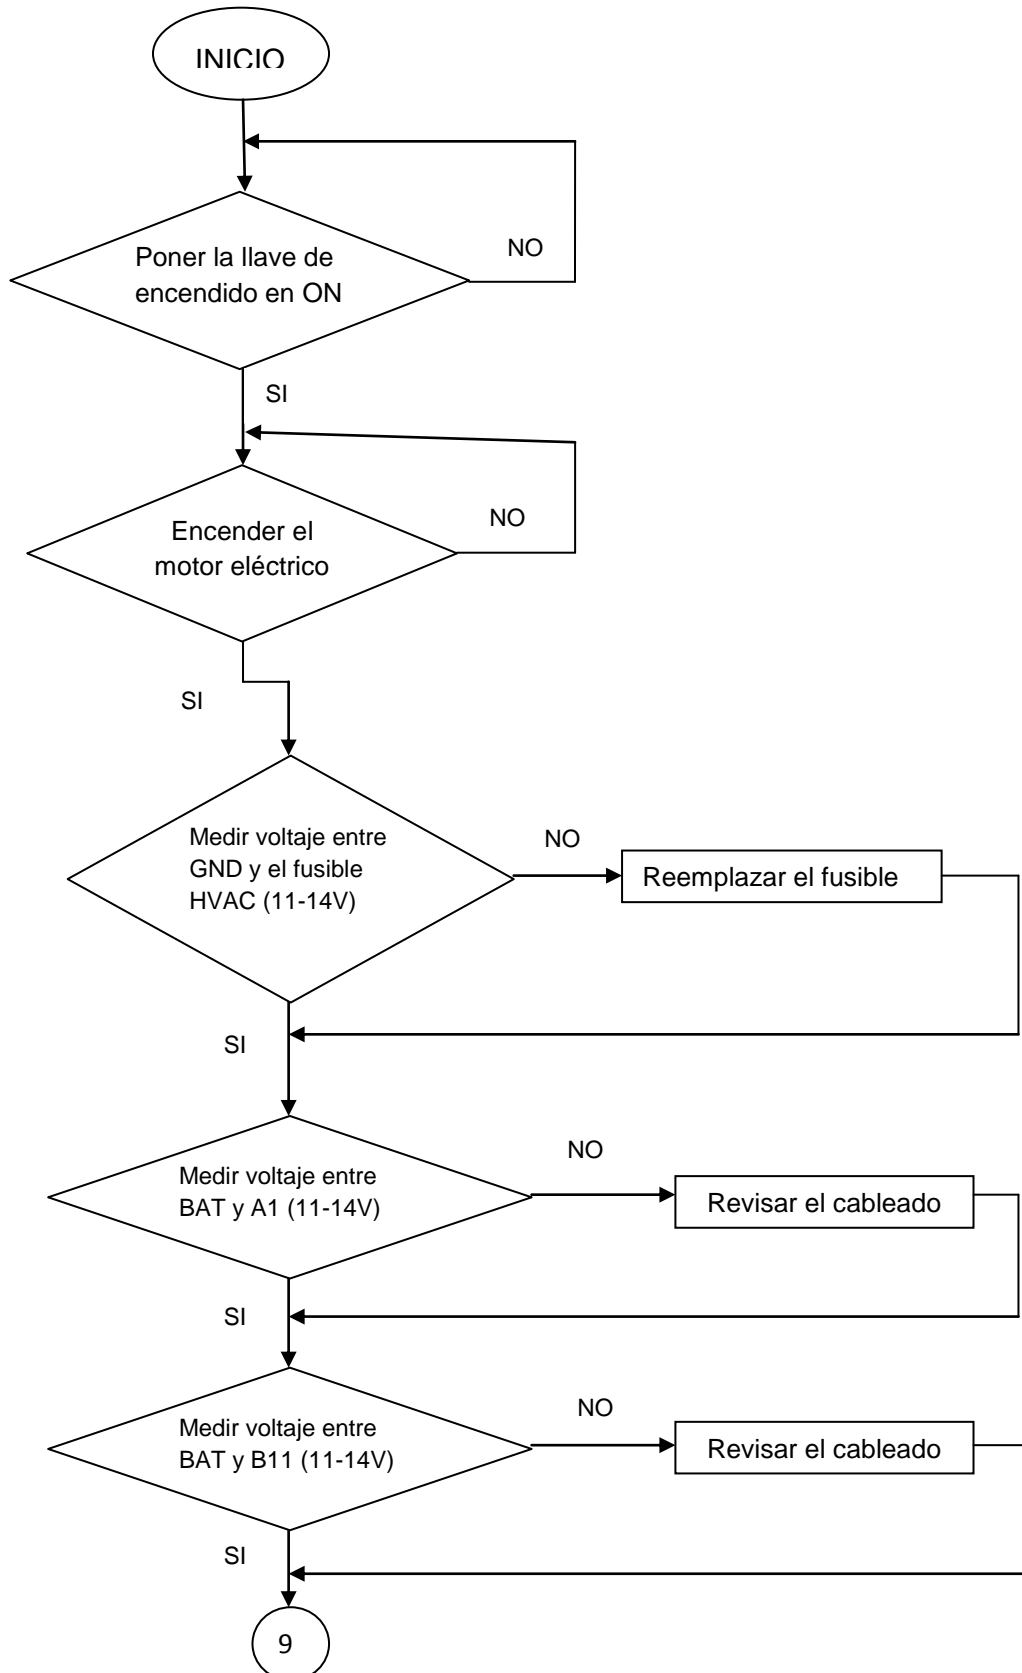 INICIO
NO
Poner la llave de
encendido en ON
SI
NO
Encender el
motor eléctrico
SI
NO
Medir voltaje entre
GND y el fusible
HVAC (11-14V)
Reemplazar el fusible
SI
NO
Medir voltaje entre
BAT y A1 (11-14V)
Revisar el cableado
SI
NO
Medir voltaje entre
BAT y B11 (11-14V)
Revisar el cableado
SI
9